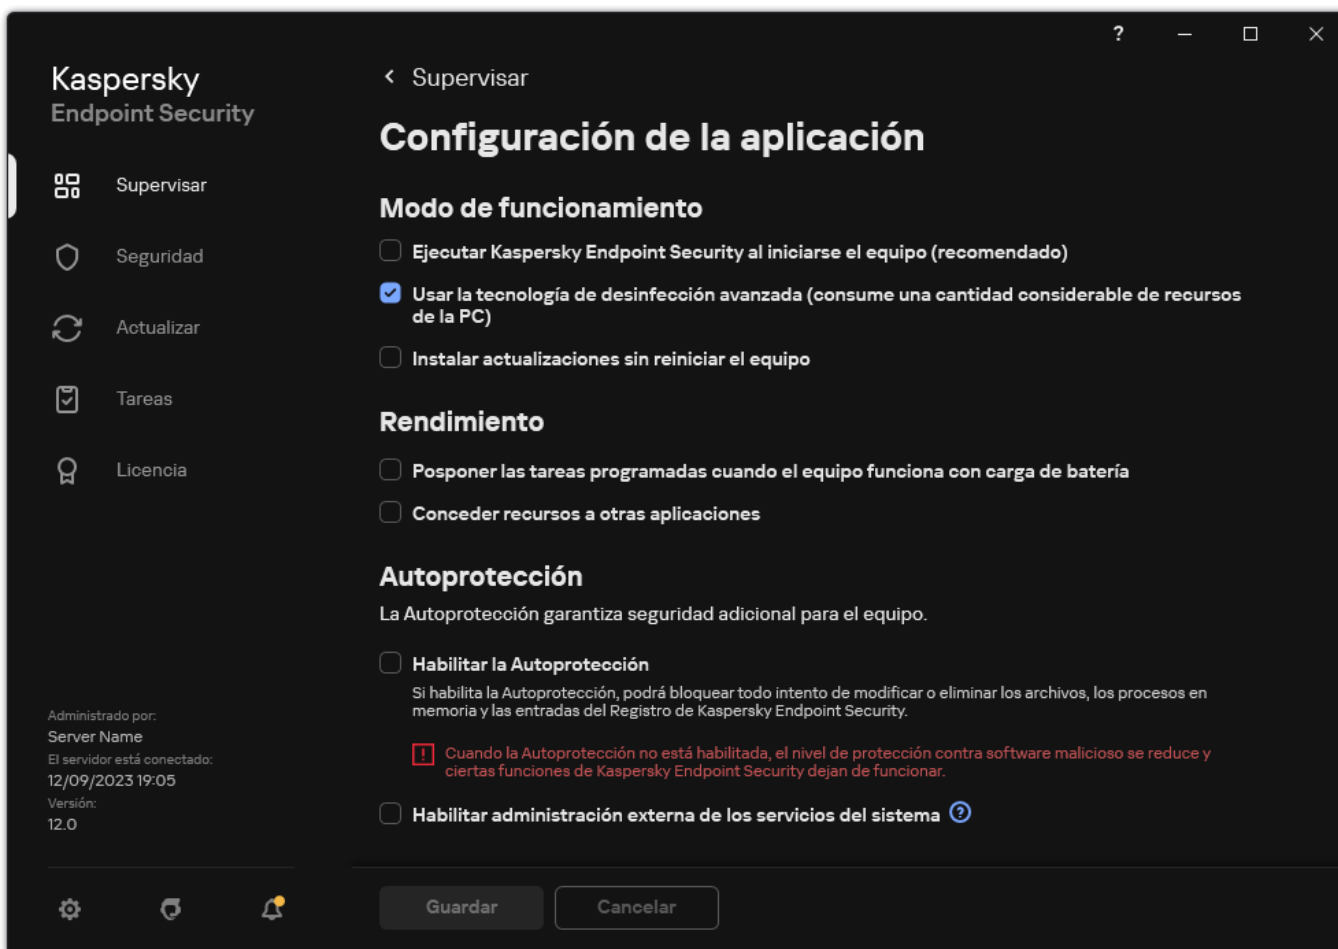 ?
Kaspersky
Endpoint Security
Supervisar
Seguridad
Actualizar
Tareas
Licencia
Administrado por:
Server Name
El servidor está conectado:
12/09/2023 19:05
Versión:
12.0
Supervisar
Configuración de la aplicación
Modo de funcionamiento
Ejecutar Kaspersky Endpoint Security al iniciarse el equipo (recomendado)
Usar la tecnología de desinfección avanzada (consume una cantidad considerable de recursos
de la PC)
Instalar actualizaciones sin reiniciar el equipo
Rendimiento
Posponer las tareas programadas cuando el equipo funciona con carga de batería
Conceder recursos a otras aplicaciones
Autoprotección
La Autoprotección garantiza seguridad adicional para el equipo.
Habilitar la Autoprotección
Si habilita la Autoprotección, podrá bloquear todo intento de modificar o eliminar los archivos, los procesos en
memoria y las entradas del Registro de Kaspersky Endpoint Security.
! Cuando la Autoprotección no está habilitada, el nivel de protección contra software malicioso se reduce y
ciertas funciones de Kaspersky Endpoint Security dejan de funcionar.
Habilitar administración externa de los servicios del sistema ?
Guardar
Cancelar